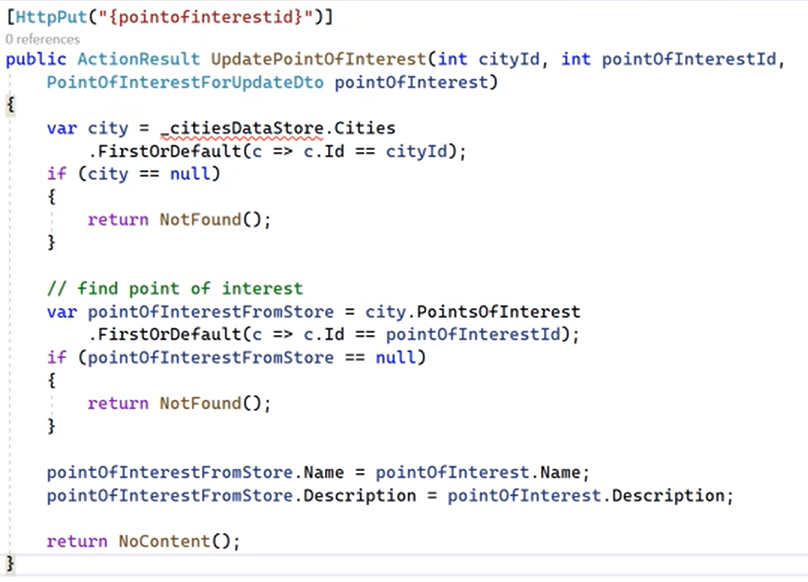 [HttpPut("{pointofinterestid}")]
0 references
public ActionResult UpdatePointOfInterest(int cityId, int pointOfInterestId,
    PointOfInterestForUpdateDto pointOfInterest)
{
    var city = _citiesDataStore.Cities
        .FirstOrDefault(c => c.Id == cityId);
    if (city == null)
    {
        return NotFound();
    }

    // find point of interest
    var pointOfInterestFromStore = city.PointsOfInterest
        .FirstOrDefault(c => c.Id == pointOfInterestId);
    if (pointOfInterestFromStore == null)
    {
        return NotFound();
    }

    pointOfInterestFromStore.Name = pointOfInterest.Name;
    pointOfInterestFromStore.Description = pointOfInterest.Description;

    return NoContent();
}